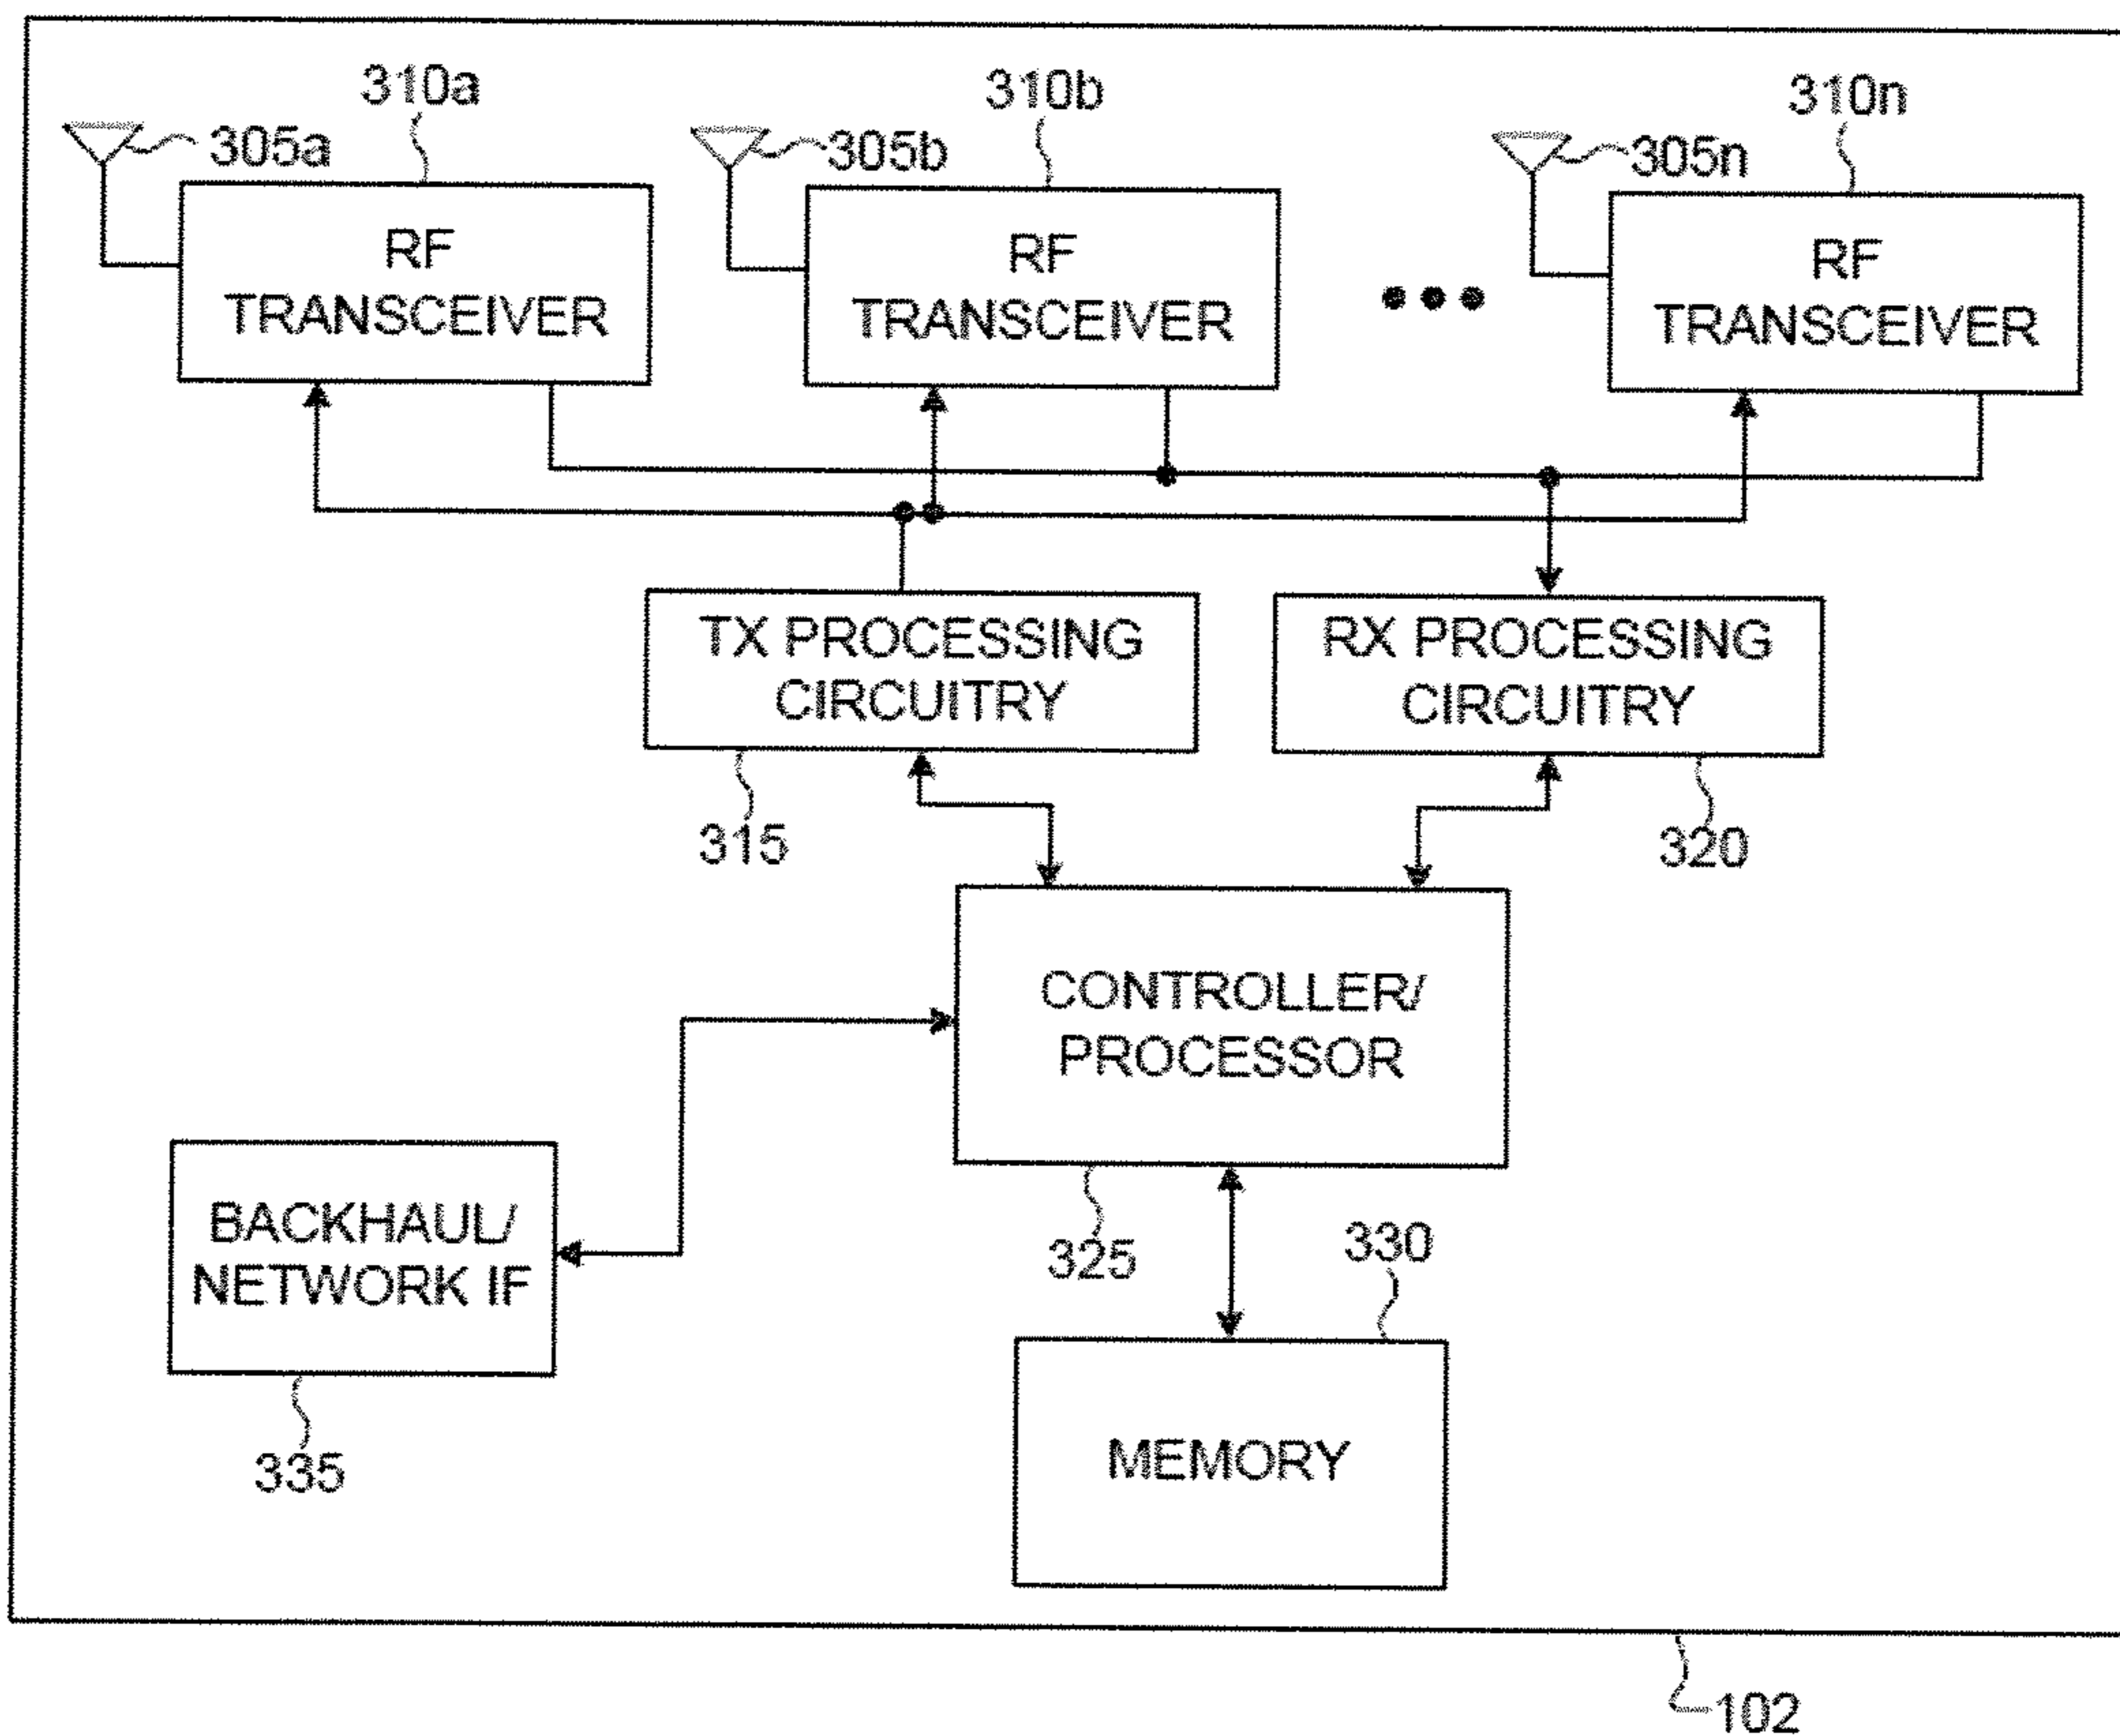 310a
310b
310n
305a
305b
305n
RF
TRANSCEIVER
RF
TRANSCEIVER
RF
TRANSCEIVER
TX PROCESSING
CIRCUITRY
RX PROCESSING
CIRCUITRY
315
320
CONTROLLER/
PROCESSOR
BACKHAUL/
NETWORK IF
325
330
335
MEMORY
102